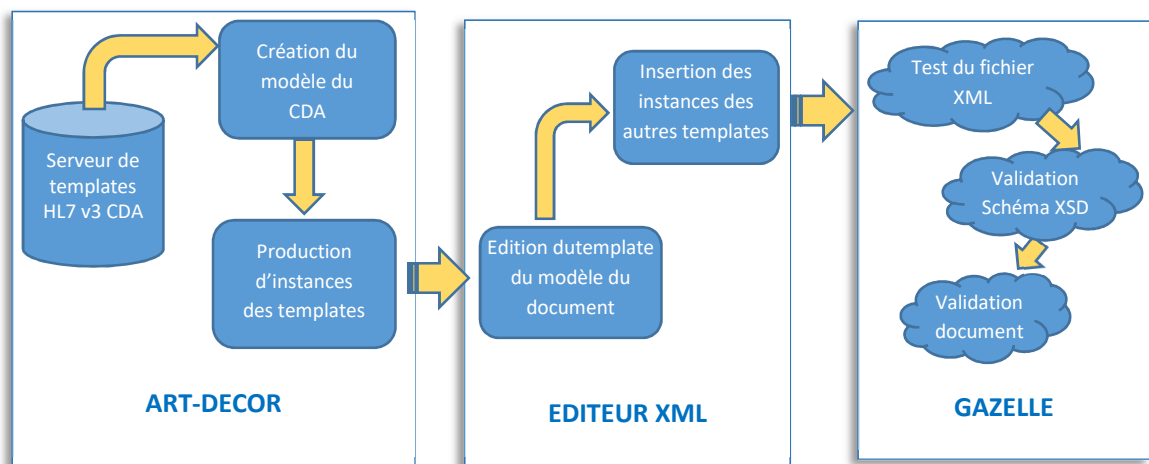 Serveur de
templates
HL7 v3 CDA
Création du
modèle du
CDA
Production
d’instances
des templates
ART-DECOR
Edition dutemplate
du modèle du
document
Insertion des
instances des
autres templates
EDITEUR XML
Test du fichier
XML
Validation
Schéma XSD
Validation
document
GAZELLE